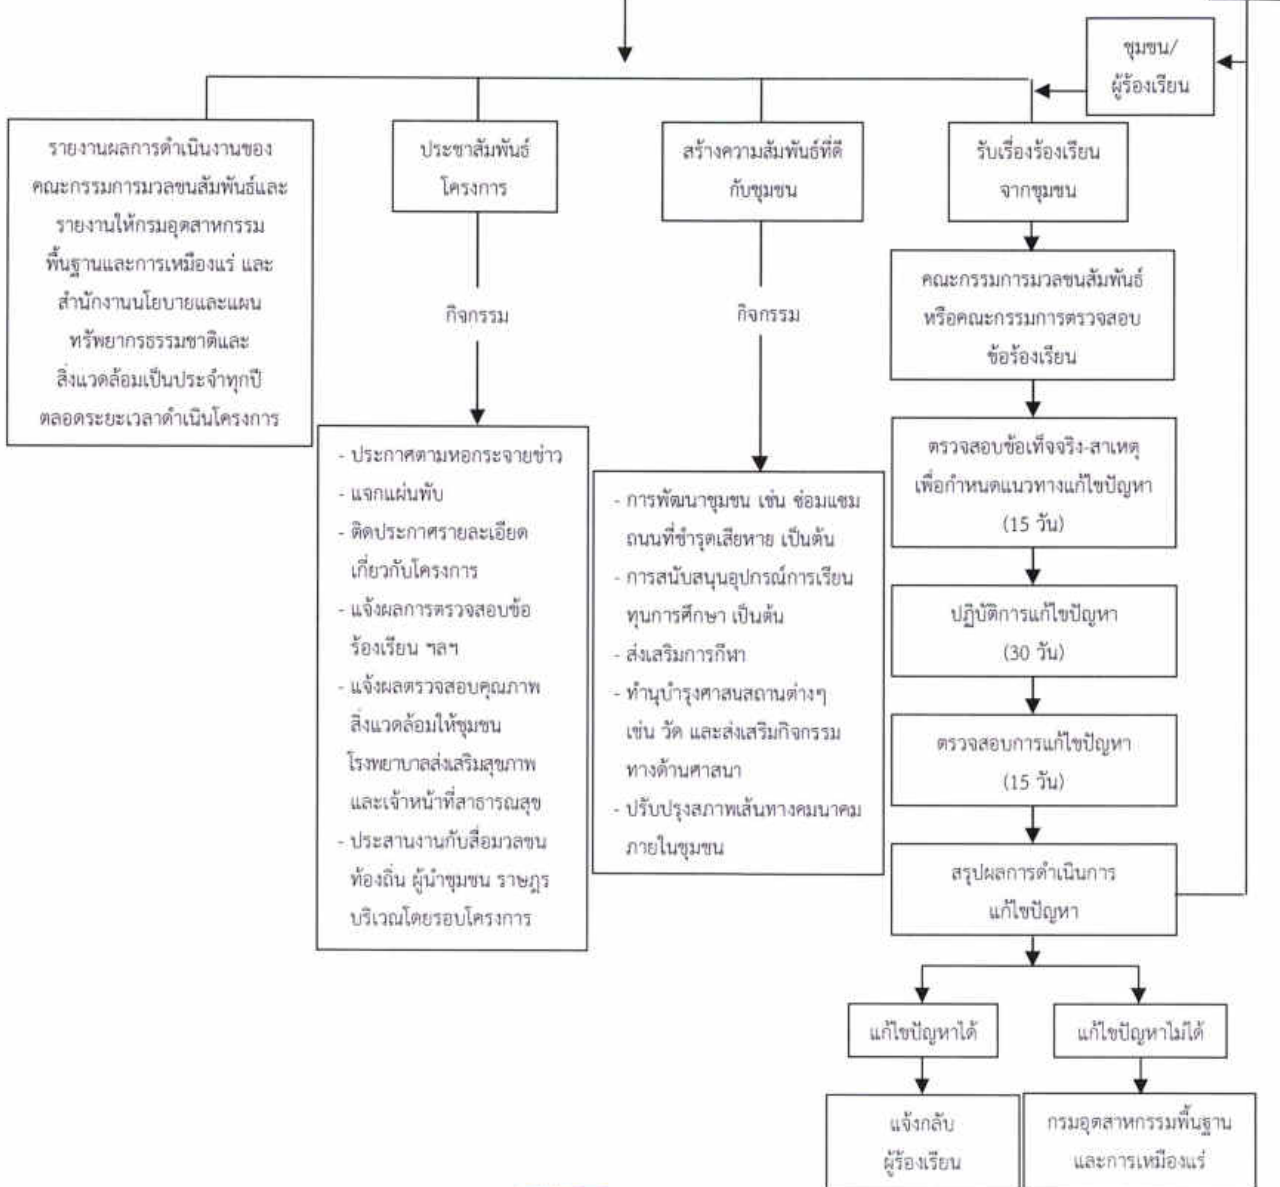 ชุมชน/
ผู้ร้องเรียน
รายงานผลการดำเนินงานของ
คณะกรรมการมวลชนสัมพันธ์และ
รายงานให้กรมอุตสาหกรรม
พื้นฐานและการเหมืองแร่ และ
สำนักงานนโยบายและแผน
ทรัพยากรธรรมชาติและ
สิ่งแวดล้อมเป็นประจำทุกปี
ตลอดระยะเวลาดำเนินโครงการ
ประชาสัมพันธ์
โครงการ
กิจกรรม
- ประกาศตามหอกระจายข่าว
- แจกแผ่นพับ
- ติดประกาศรายละเอียด
เกี่ยวกับโครงการ
- แจ้งผลการตรวจสอบข้อ
ร้องเรียน ฯลฯ
- แจ้งผลตรวจสอบคุณภาพ
สิ่งแวดล้อมให้ชุมชน
โรงพยาบาลส่งเสริมสุขภาพ
และเจ้าหน้าที่สาธารณสุข
- ประสานงานกับสื่อมวลชน
ท้องถิ่น ผู้นำชุมชน ราษฎร
บริเวณโดยรอบโครงการ
สร้างความสัมพันธ์ที่ดี
กับชุมชน
กิจกรรม
- การพัฒนาชุมชน เช่น ซ่อมแซม
ถนนที่ชำรุดเสียหาย เป็นต้น
- การสนับสนุนอุปกรณ์การเรียน
ทุนการศึกษา เป็นต้น
- ส่งเสริมการกีฬา
- ทำนุบำรุงศาสนสถานต่างๆ
เช่น วัด และส่งเสริมกิจกรรม
ทางด้านศาสนา
- ปรับปรุงสภาพเส้นทางคมนาคม
ภายในชุมชน
รับเรื่องร้องเรียน
จากชุมชน
คณะกรรมการมวลชนสัมพันธ์
หรือคณะกรรมการตรวจสอบ
ข้อร้องเรียน
ตรวจสอบข้อเท็จจริง-สาเหตุ
เพื่อกำหนดแนวทางแก้ไขปัญหา
(15 วัน)
ปฏิบัติการแก้ไขปัญหา
(30 วัน)
ตรวจสอบการแก้ไขปัญหา
(15 วัน)
สรุปผลการดำเนินการ
แก้ไขปัญหา
แก้ไขปัญหาได้
แก้ไขปัญหาไม่ได้
แจ้งกลับ
ผู้ร้องเรียน
กรมอุตสาหกรรมพื้นฐาน
และการเหมืองแร่